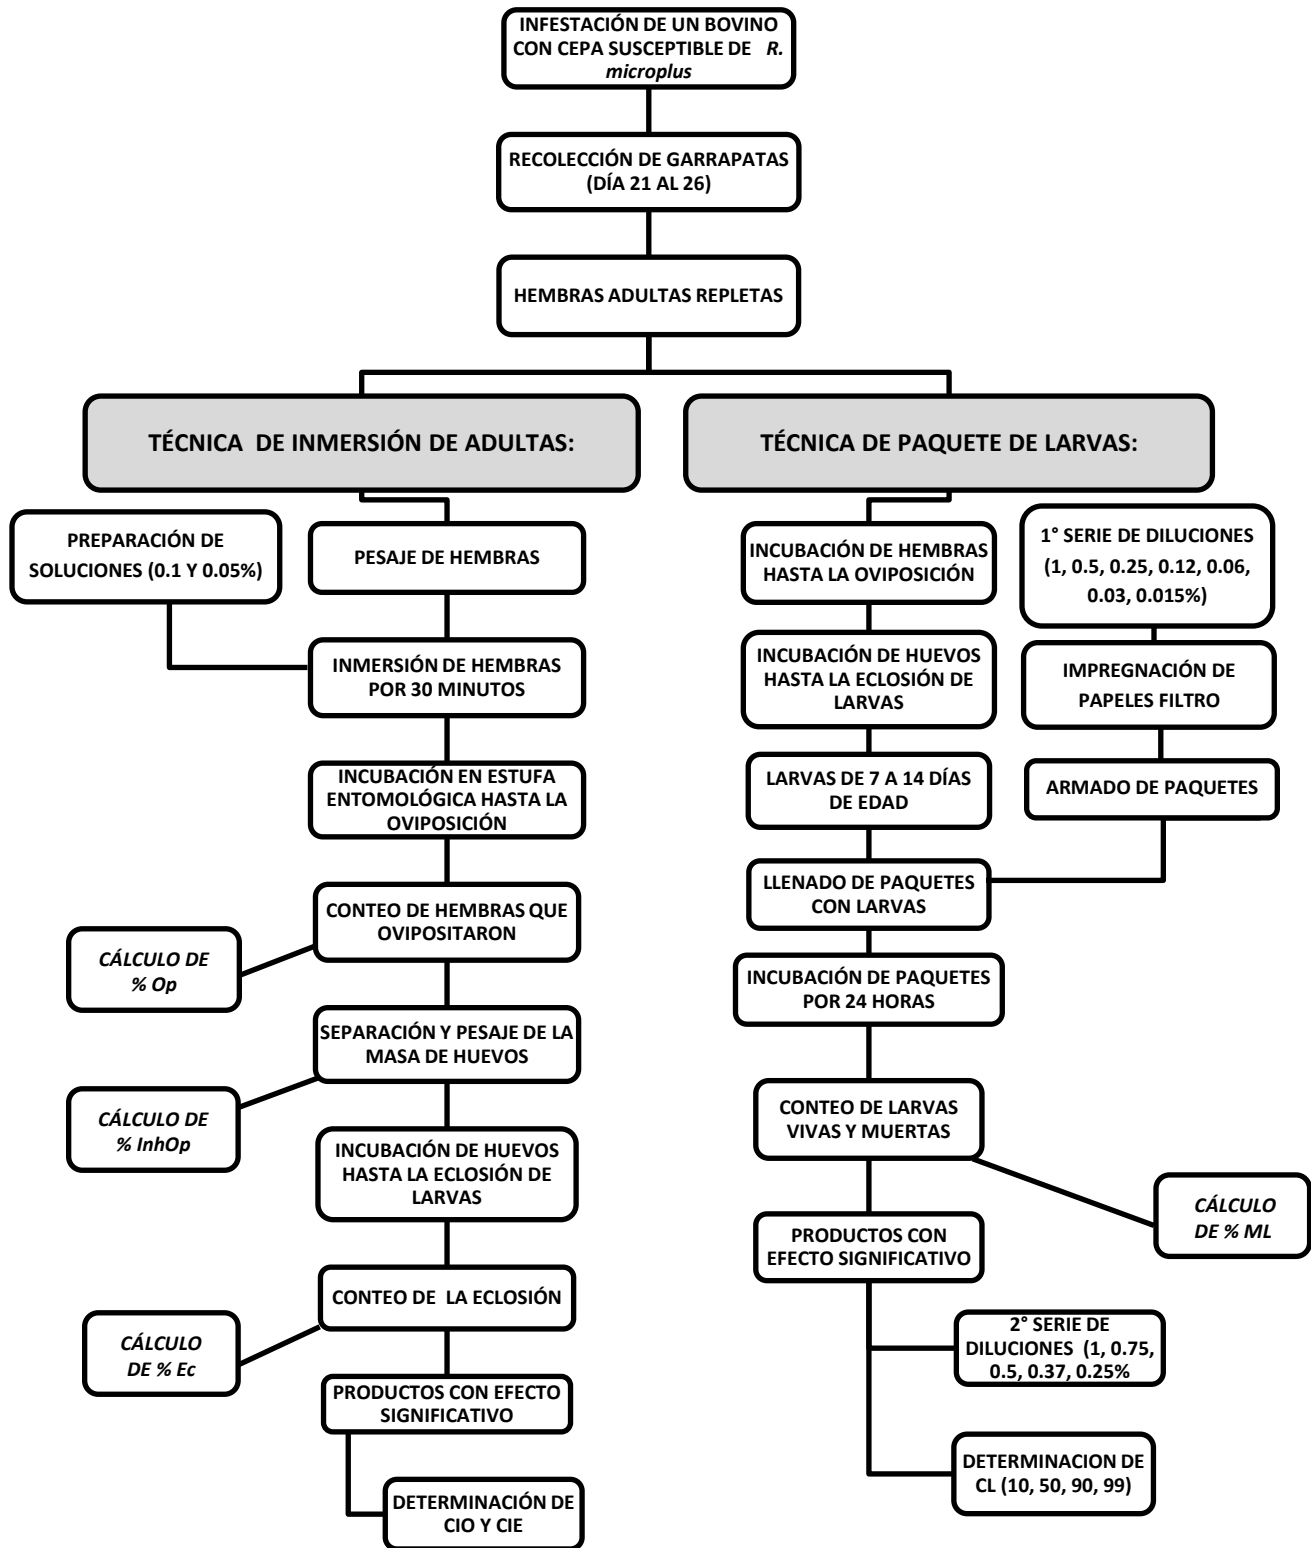 INFESTACIÓN DE UN BOVINO
CON CEPA SUSCEPTIBLE DE R.
microplus
RECOLECCIÓN DE GARRAPATAS
(DÍA 21 AL 26)
HEMBRAS ADULTAS REPLETAS
TÉCNICA DE INMERSIÓN DE ADULTAS:
PREPARACIÓN DE
SOLUCIONES (0.1 Y 0.05%)
PESAJE DE HEMBRAS
INMERSIÓN DE HEMBRAS
POR 30 MINUTOS
INCUBACIÓN EN ESTUFA
ENTOMOLÓGICA HASTA LA
OVIPOSICIÓN
CONTEO DE HEMBRAS QUE
OVIPOSITARON
CÁLCULO DE
% Op
SEPARACIÓN Y PESAJE DE LA
MASA DE HUEVOS
CÁLCULO DE
% InhOp
INCUBACIÓN DE HUEVOS
HASTA LA ECLOSIÓN DE
LARVAS
CONTEO DE LA ECLOSIÓN
CÁLCULO
DE % Ec
PRODUCTOS CON EFECTO
SIGNIFICATIVO
DETERMINACIÓN DE
CIO Y CIE
TÉCNICA DE PAQUETE DE LARVAS:
INCUBACIÓN DE HEMBRAS
HASTA LA OVIPOSICIÓN
1° SERIE DE DILUCIONES
(1, 0.5, 0.25, 0.12, 0.06,
0.03, 0.015%)
INCUBACIÓN DE HUEVOS
HASTA LA ECLOSIÓN DE
LARVAS
IMPREGNACIÓN DE
PAPELES FILTRO
LARVAS DE 7 A 14 DÍAS
DE EDAD
ARMADO DE PAQUETES
LLENADO DE PAQUETES
CON LARVAS
INCUBACIÓN DE PAQUETES
POR 24 HORAS
CONTEO DE LARVAS
VIVAS Y MUERTAS
CÁLCULO
DE % ML
PRODUCTOS CON
EFECTO SIGNIFICATIVO
2° SERIE DE
DILUCIONES (1, 0.75,
0.5, 0.37, 0.25%
DETERMINACION DE
CL (10, 50, 90, 99)